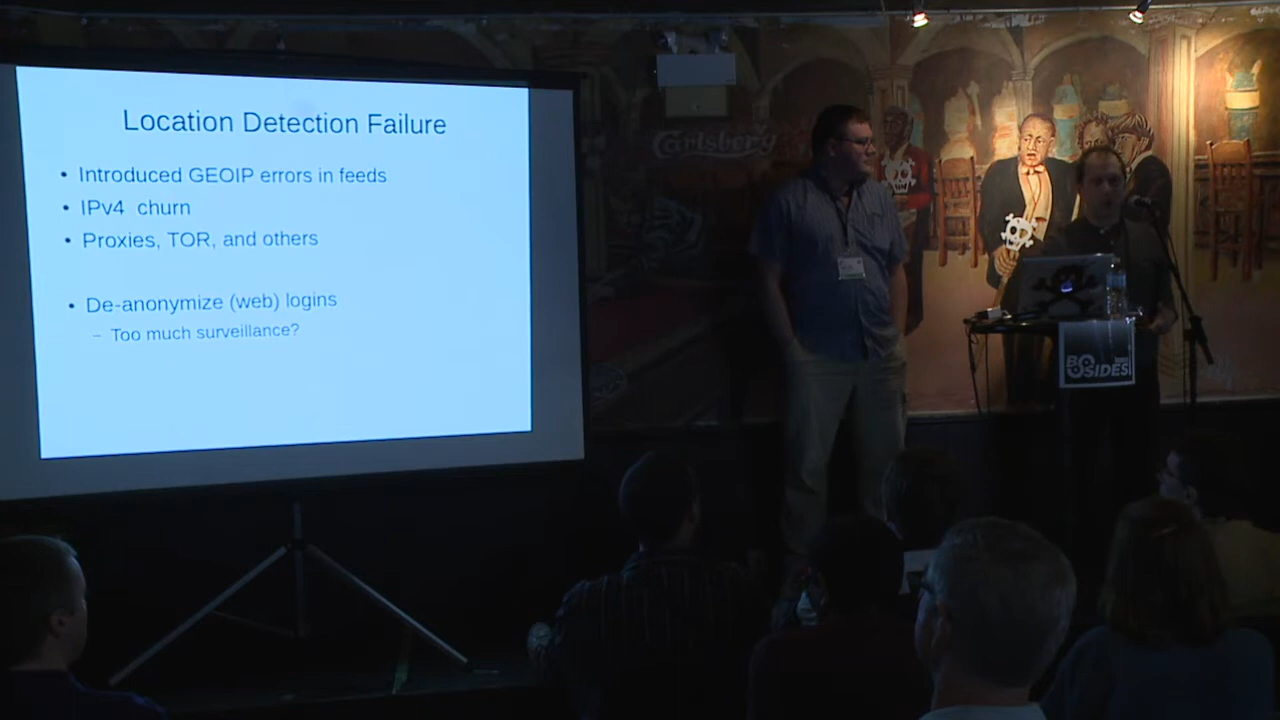 Location Detection Failure
• Introduced GEOIP errors in feeds
• IPv4 churn
• Proxies, TOR, and others
• De-anonymize (web) logins
– Too much surveillance?
Carlsberg
BSIDES